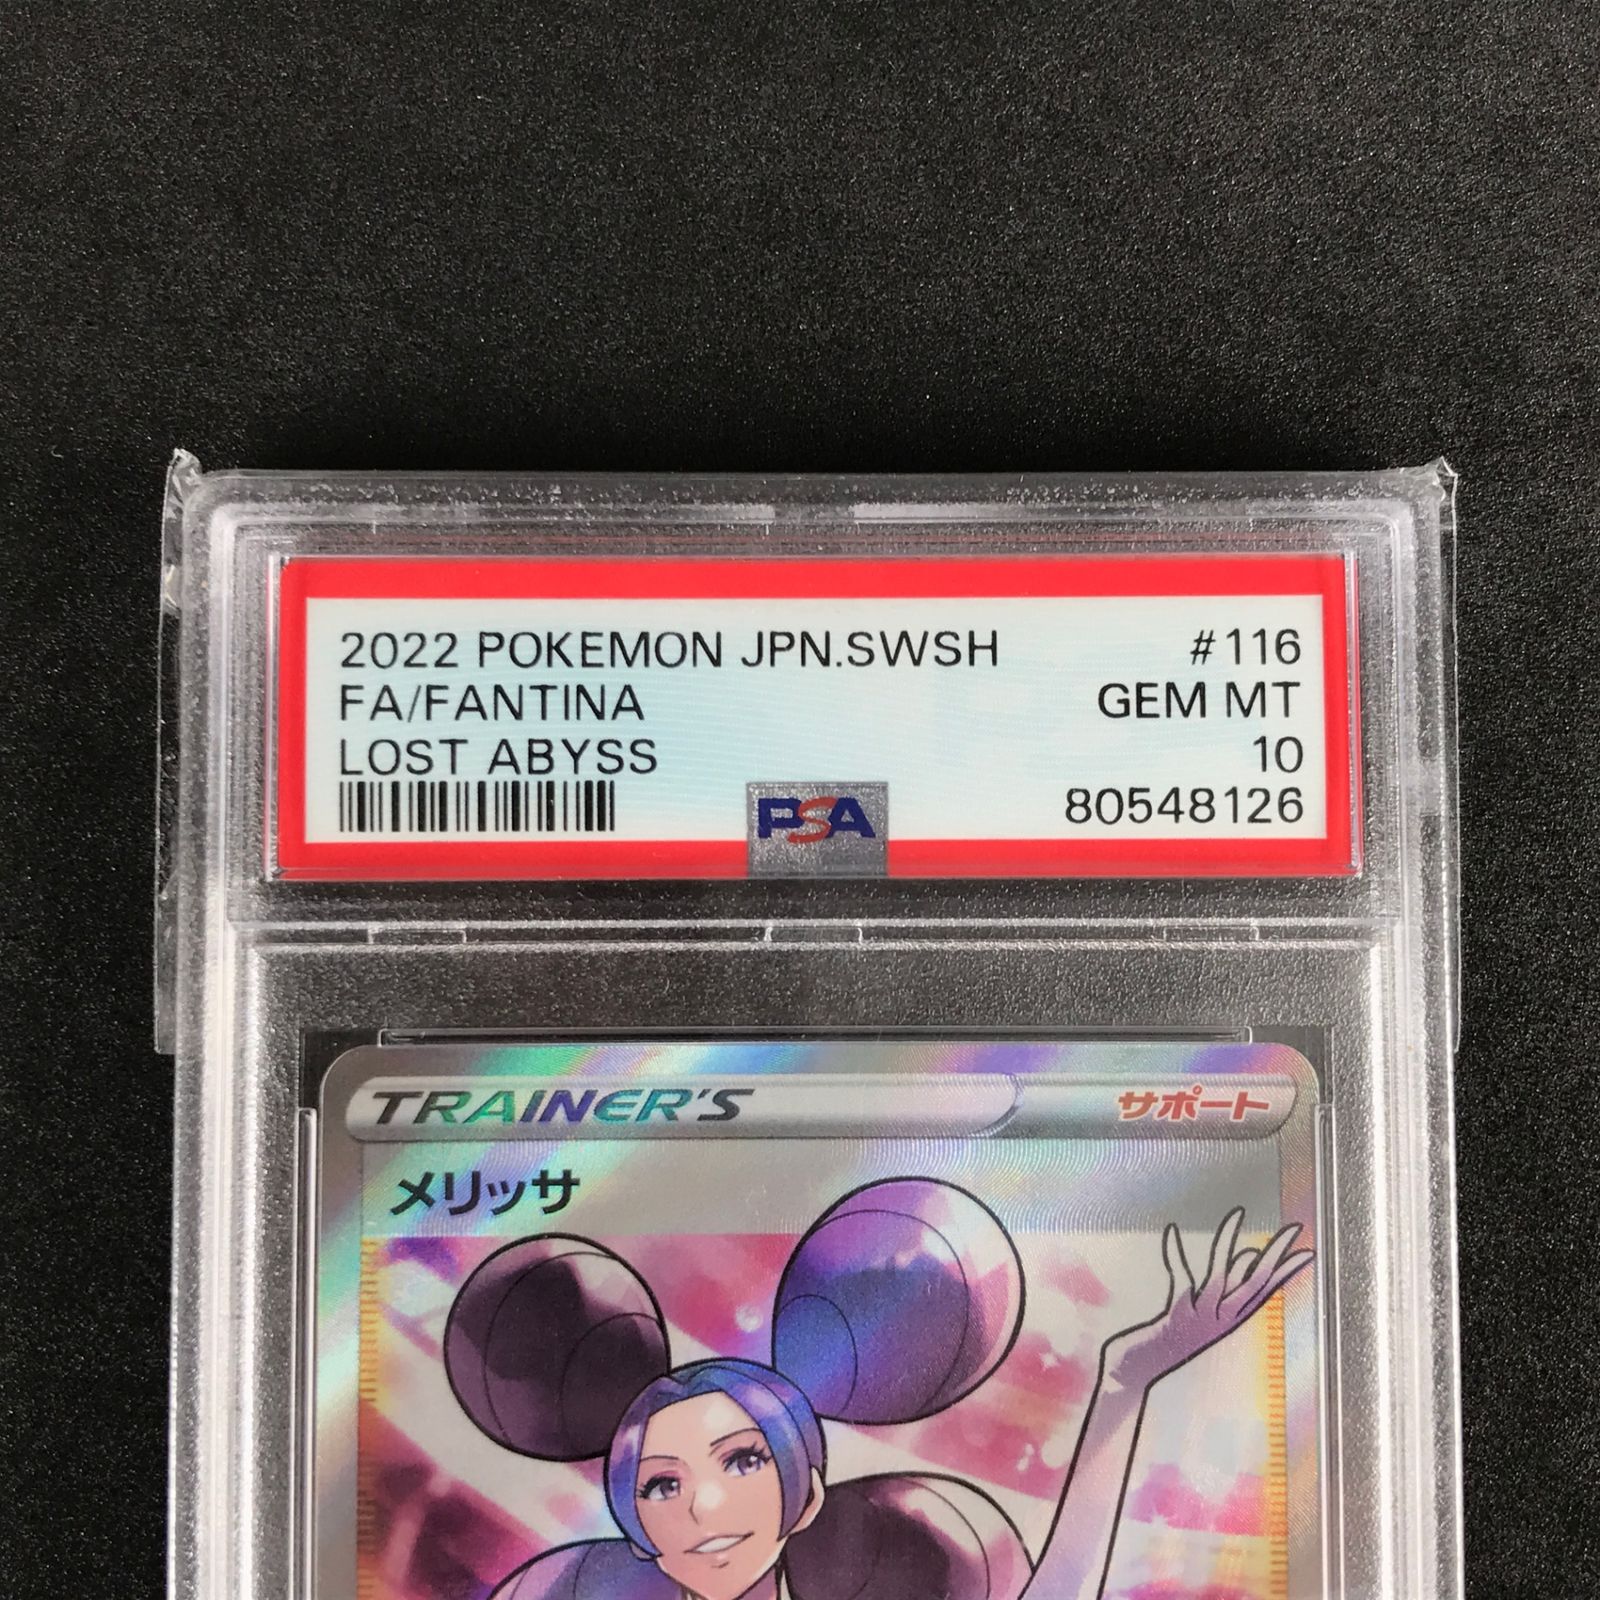 2022 POKEMON JPN.SWSH #116
FA/FANTINA GEM MT
LOST ABYSS 10
PSA 80548126
TRAINER'S サポート
メリッサ